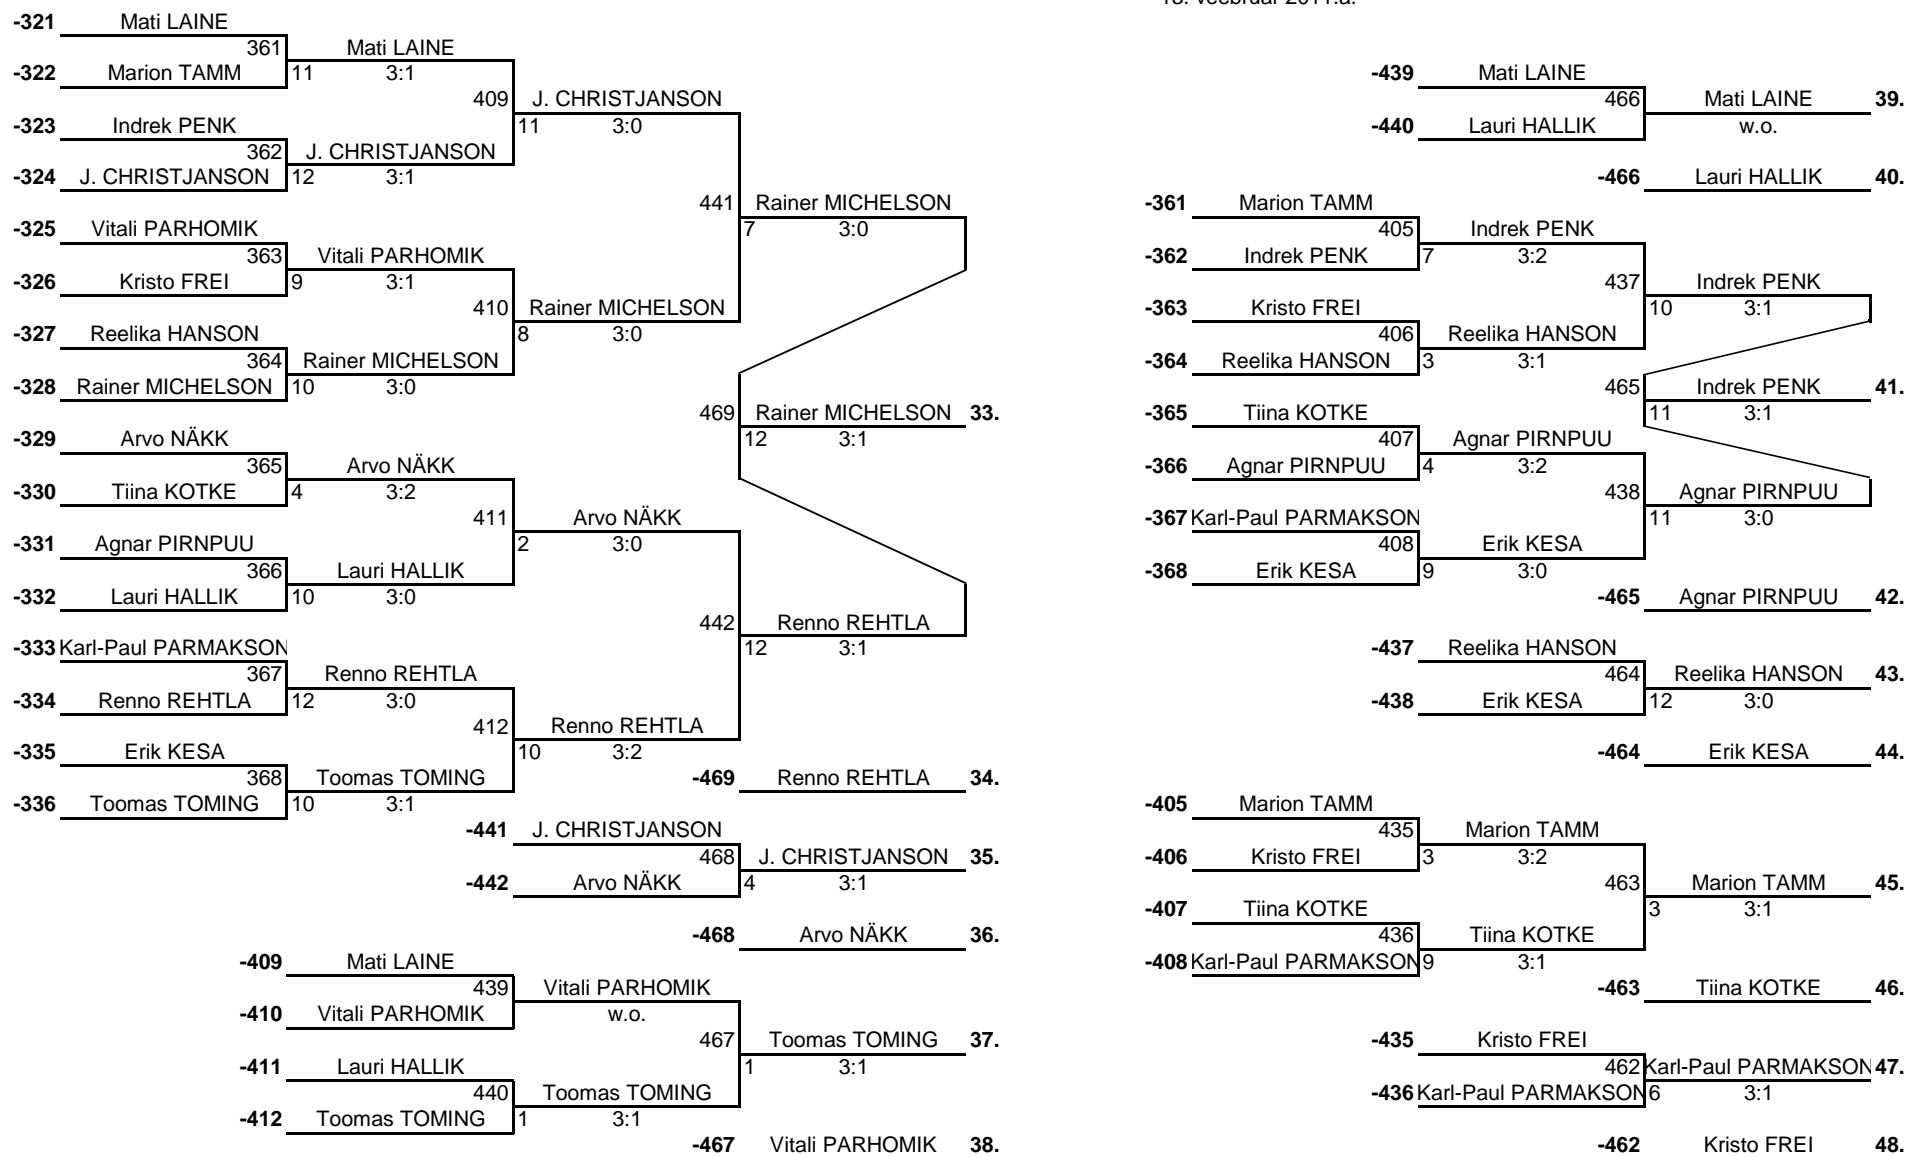 -321 Mati LAINE
361 Mati LAINE
-322 Marion TAMM 11 3:1
409 J. CHRISTJANSON
-323 Indrek PENK 11 3:0
362 J. CHRISTJANSON
-324 J. CHRISTJANSON 12 3:1
441 Rainer MICHELSON
-325 Vitali PARHOMIK 7 3:0
363 Vitali PARHOMIK
-326 Kristo FREI 9 3:1
410 Rainer MICHELSON
-327 Reelika HANSON 8 3:0
364 Rainer MICHELSON
-328 Rainer MICHELSON 10 3:0
469 Rainer MICHELSON 33.
-329 Arvo NÄKK 12 3:1
365 Arvo NÄKK
-330 Tiina KOTKE 4 3:2
411 Arvo NÄKK
-331 Agnar PIRNPUU 2 3:0
366 Lauri HALLIK
-332 Lauri HALLIK 10 3:0
442 Renno REHTLA
-333 Karl-Paul PARMAKSON 12 3:1
367 Renno REHTLA
-334 Renno REHTLA 12 3:0
412 Renno REHTLA
-335 Erik KESA 10 3:2
368 Toomas TOMING -469 Renno REHTLA 34.
-336 Toomas TOMING 10 3:1
-441 J. CHRISTJANSON
468 J. CHRISTJANSON 35.
-442 Arvo NÄKK 4 3:1
-468 Arvo NÄKK 36.
-409 Mati LAINE
439 Vitali PARHOMIK
-410 Vitali PARHOMIK w.o.
467 Toomas TOMING 37.
-411 Lauri HALLIK 1 3:1
440 Toomas TOMING
-412 Toomas TOMING 1 3:1
-467 Vitali PARHOMIK 38.
-439 Mati LAINE
466 Mati LAINE 39.
-440 Lauri HALLIK w.o.
-466 Lauri HALLIK 40.
-361 Marion TAMM
405 Indrek PENK
-362 Indrek PENK 7 3:2
437 Indrek PENK
-363 Kristo FREI 10 3:1
406 Reelika HANSON
-364 Reelika HANSON 3 3:1
465 Indrek PENK 41.
-365 Tiina KOTKE 11 3:1
407 Agnar PIRNPUU
-366 Agnar PIRNPUU 4 3:2
438 Agnar PIRNPUU
-367 Karl-Paul PARMAKSON 11 3:0
408 Erik KESA
-368 Erik KESA 9 3:0
-465 Agnar PIRNPUU 42.
-437 Reelika HANSON
464 Reelika HANSON 43.
-438 Erik KESA 12 3:0
-464 Erik KESA 44.
-405 Marion TAMM
435 Marion TAMM
-406 Kristo FREI 3 3:2
463 Marion TAMM 45.
-407 Tiina KOTKE 3 3:1
436 Tiina KOTKE
-408 Karl-Paul PARMAKSON 9 3:1
-463 Tiina KOTKE 46.
-435 Kristo FREI
462 Karl-Paul PARMAKSON 47.
-436 Karl-Paul PARMAKSON 6 3:1
-462 Kristo FREI 48.